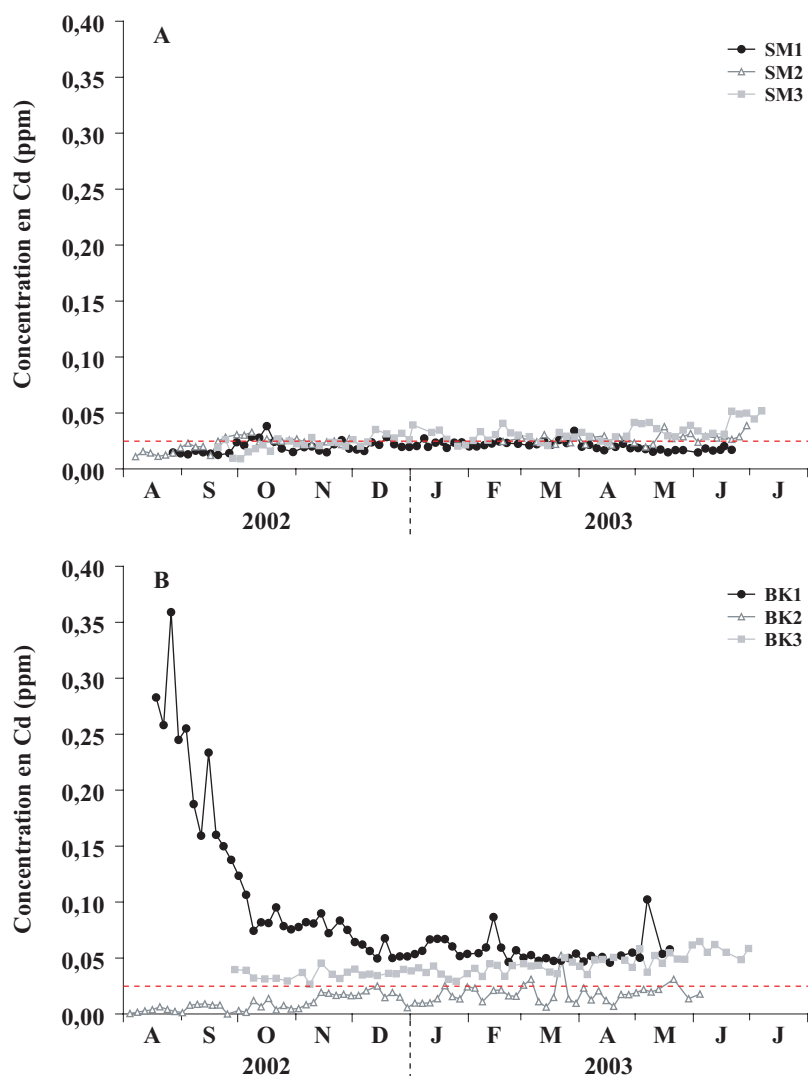 A
SM1
SM2
SM3
Concentration en Cd (ppm)
0,40
0,35
0,30
0,25
0,20
0,15
0,10
0,05
0,00
A S O N D J F M A M J J
2002 2003
B
BK1
BK2
BK3
Concentration en Cd (ppm)
0,40
0,35
0,30
0,25
0,20
0,15
0,10
0,05
0,00
A S O N D J F M A M J J
2002 2003